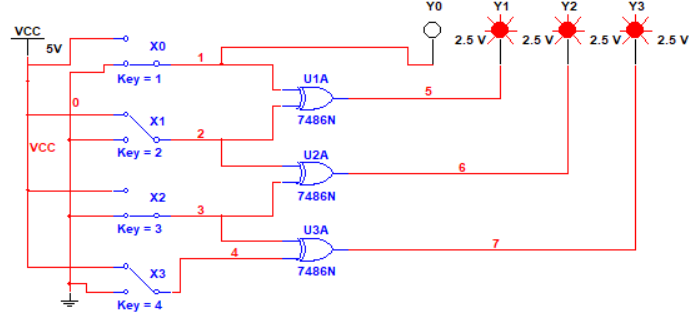 Y0 Y1 Y2 Y3
VCC
5V
2.5 V 2.5 V 2.5 V 2.5 V
X0
1
Key = 1
U1A
5
0
7486N
X1
2
VCC
Key = 2
U2A
6
7486N
X2
3
Key = 3
U3A
7
4
7486N
X3
Key = 4